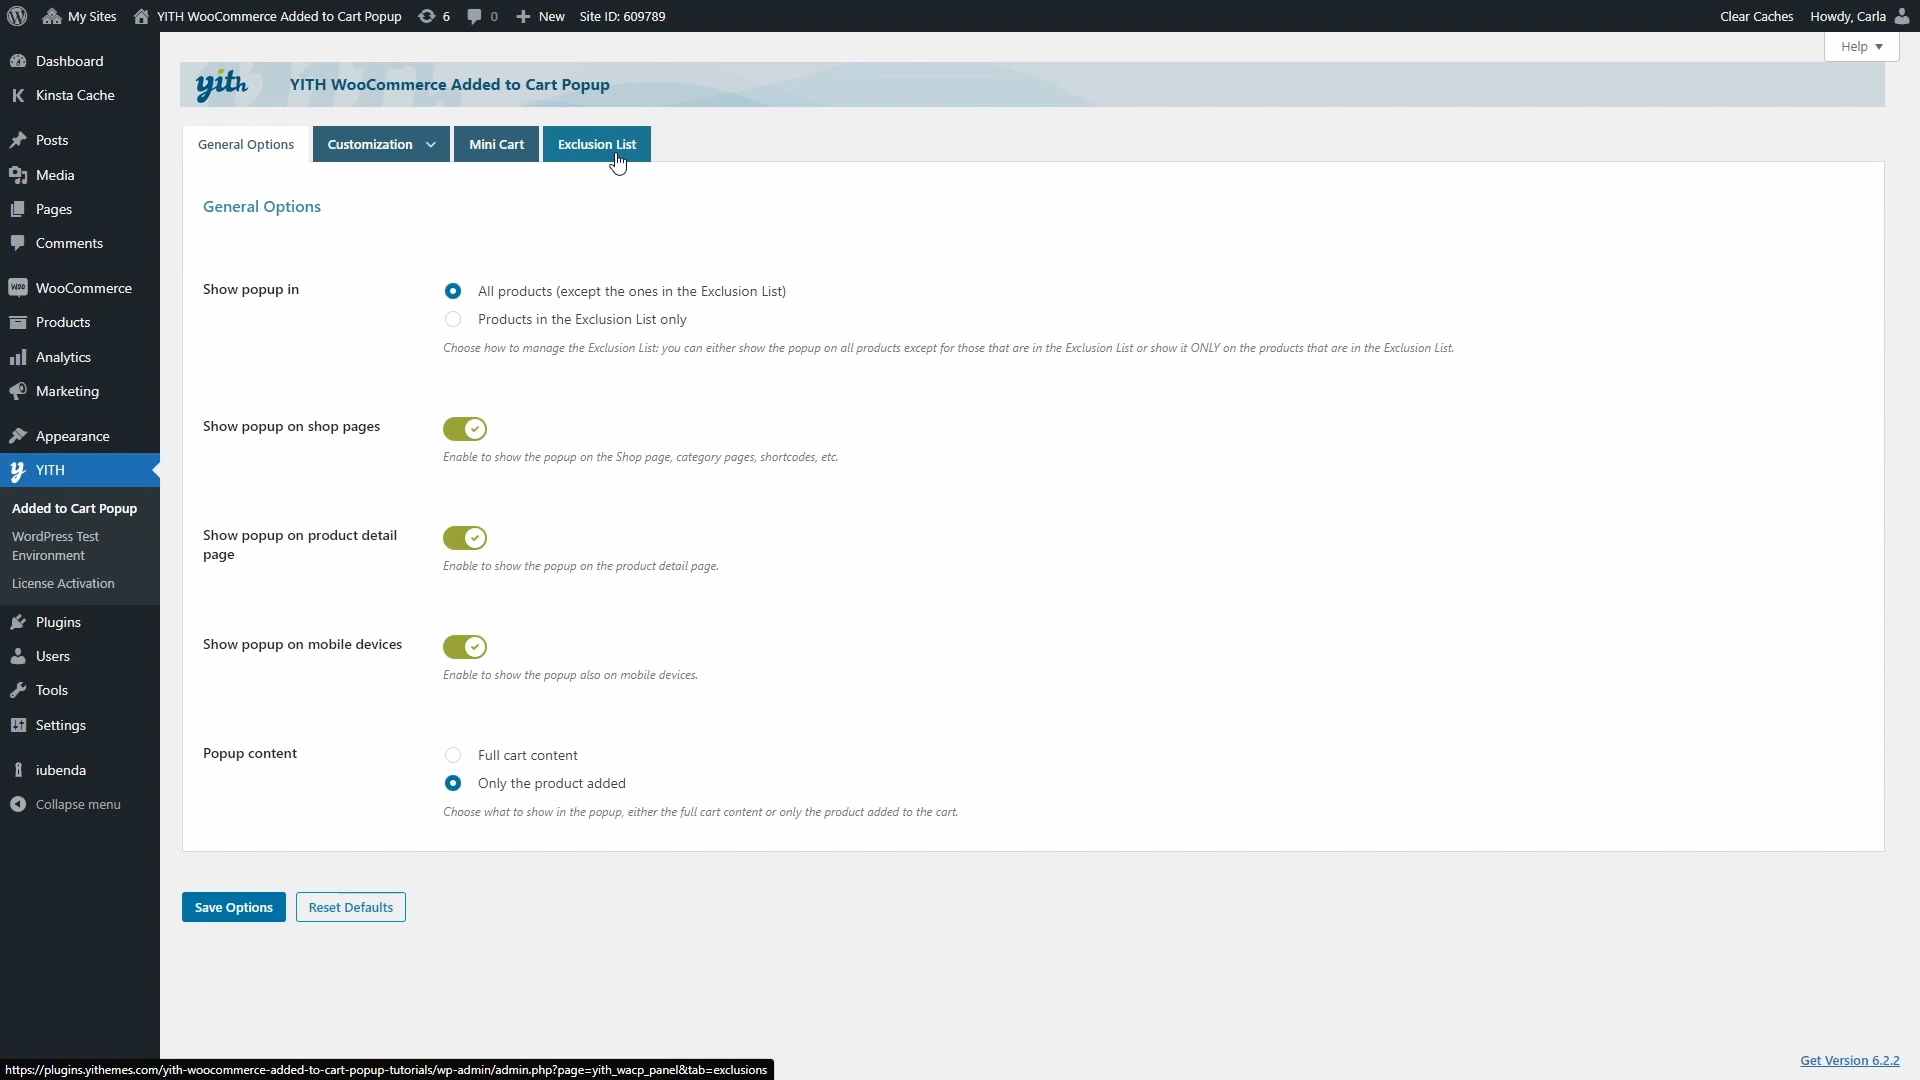 My Sites YITH WooCommerce Added to Cart Popup 6 0 New Site ID: 609789 Clear Caches Howdy, Carla
Help
Dashboard
Kinsta Cache
Posts
Media
Pages
Comments
WooCommerce
Products
Analytics
Marketing
Appearance
YITH
Added to Cart Popup
WordPress Test
Environment
License Activation
Plugins
Users
Tools
Settings
iubenda
Collapse menu
yith YITH WooCommerce Added to Cart Popup
General Options Customization Mini Cart Exclusion List
General Options
Show popup in
All products (except the ones in the Exclusion List)
Products in the Exclusion List only
Choose how to manage the Exclusion List: you can either show the popup on all products except for those that are in the Exclusion List or show it ONLY on the products that are in the Exclusion List.
Show popup on shop pages
Enable to show the popup on the Shop page, category pages, shortcodes, etc.
Show popup on product detail
page
Enable to show the popup on the product detail page.
Show popup on mobile devices
Enable to show the popup also on mobile devices.
Popup content
Full cart content
Only the product added
Choose what to show in the popup, either the full cart content or only the product added to the cart.
Save Options Reset Defaults
Get Version 6.2.2
https://plugins.yithemes.com/yith-woocommerce-added-to-cart-popup-tutorials/wp-admin/admin.php?page=yith_wacp_panel&tab=exclusions